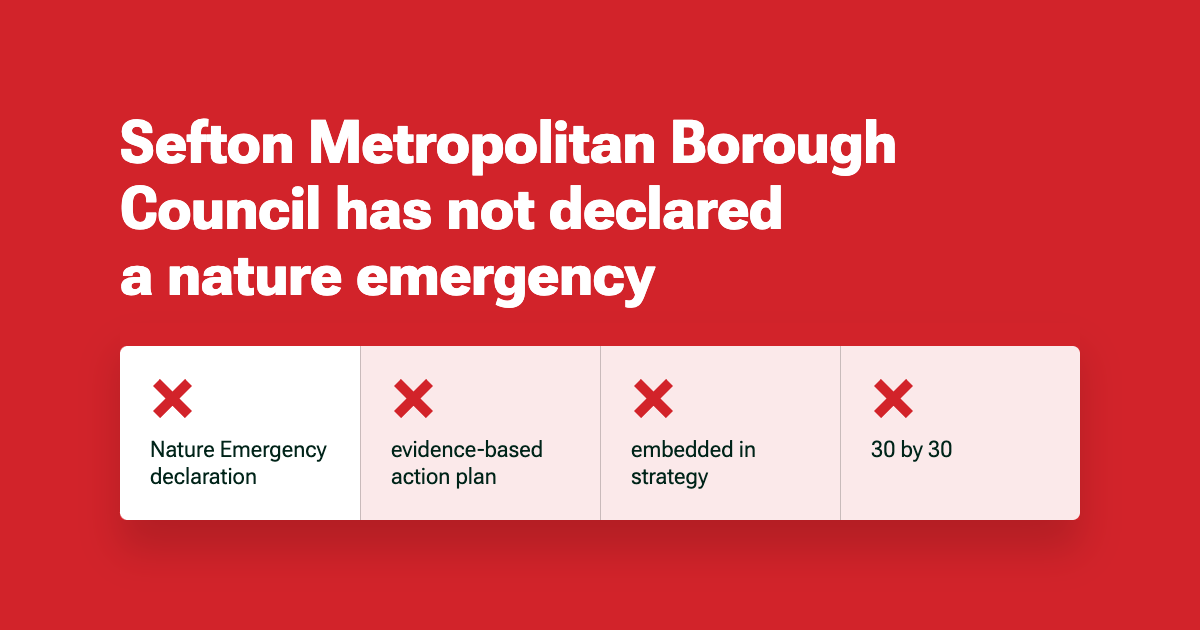 Sefton Metropolitan Borough
Council has not declared
a nature emergency
Nature Emergency
declaration
evidence-based
action plan
embedded in
strategy
30 by 30